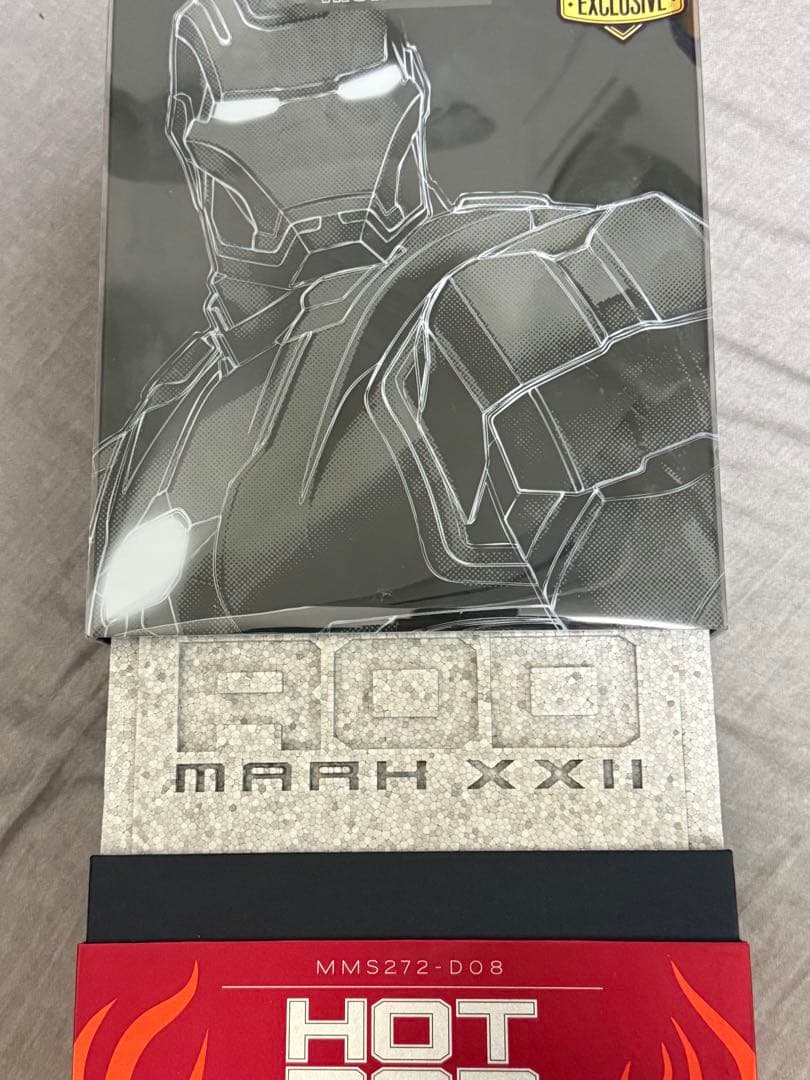 EXCLUSIVE
ROD
MARK XXII
MMS272-D08
HOT